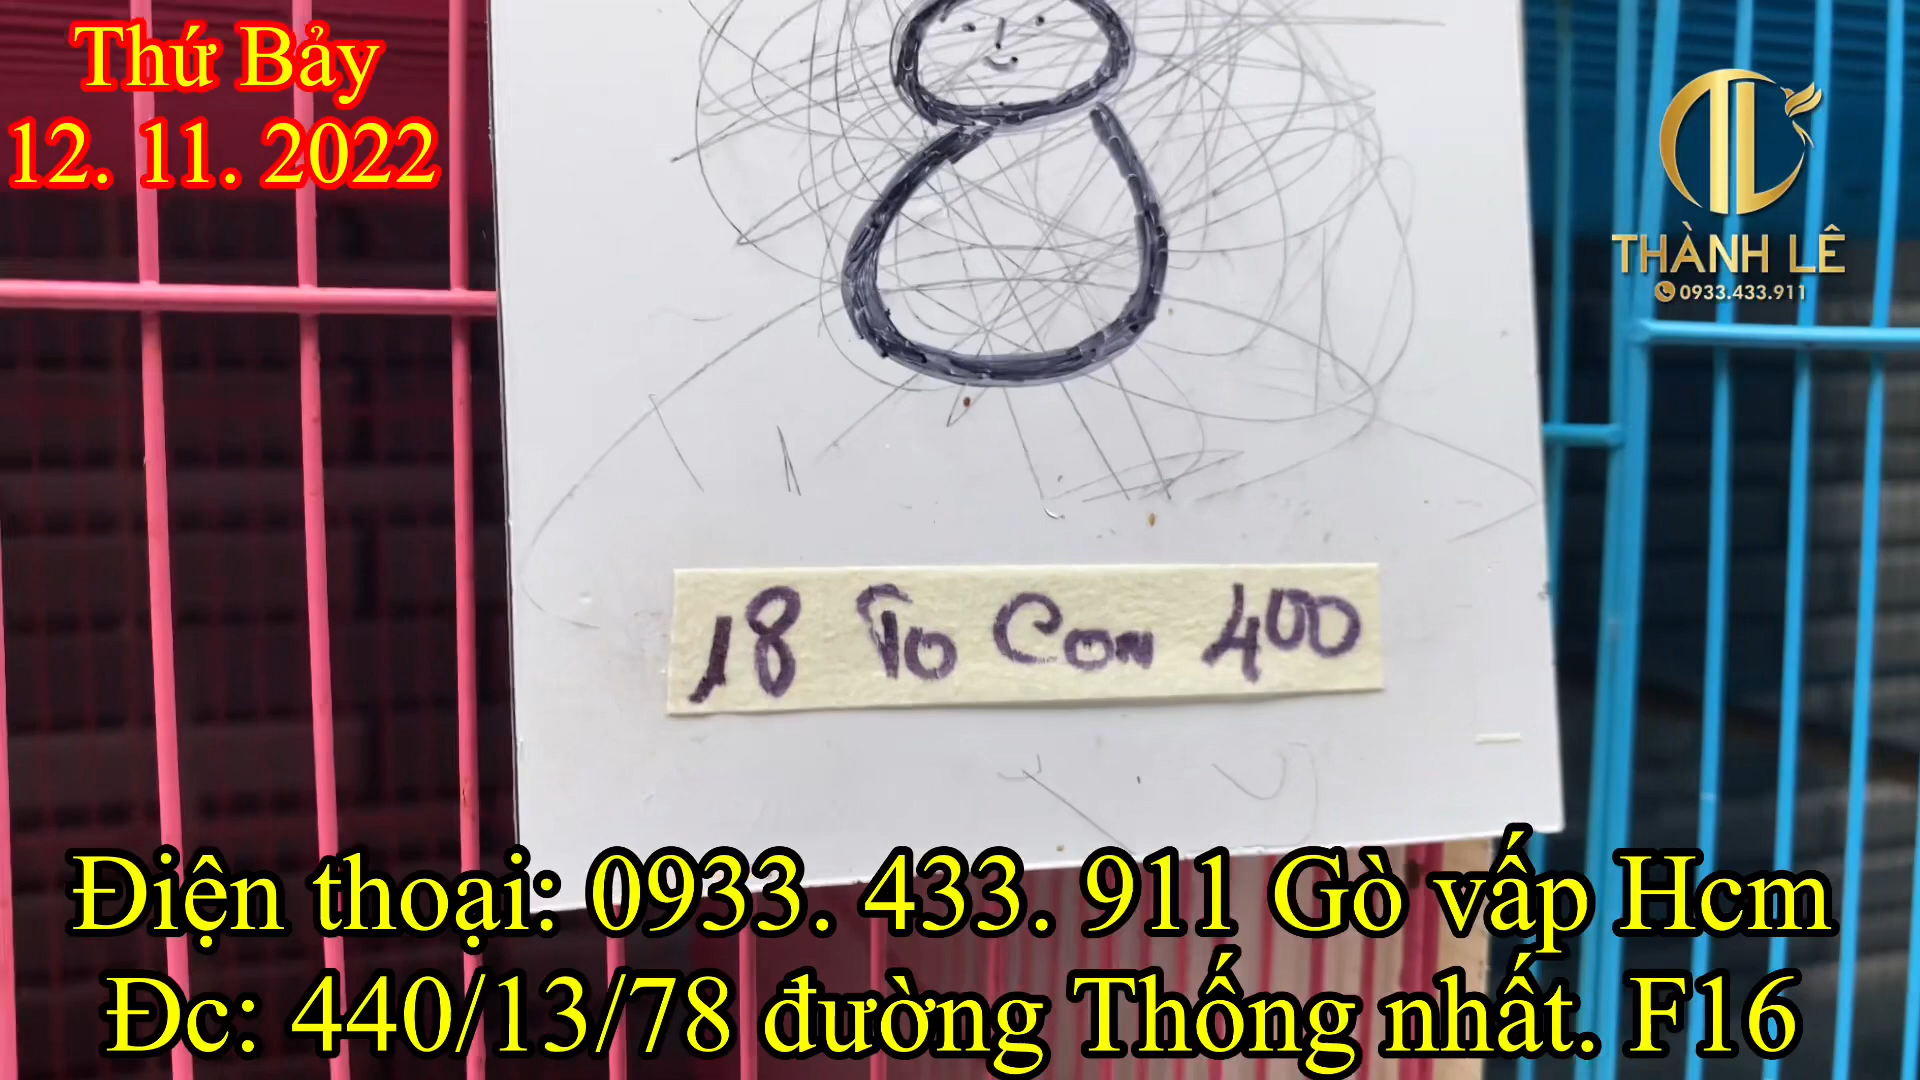 Thứ Bảy
12. 11. 2022
THÀNH LÊ
0933.433.911
18 To Con 400
Điện thoại: 0933. 433. 911 Gò vấp Hcm
Đc: 440/13/78 đường Thống nhất. F16